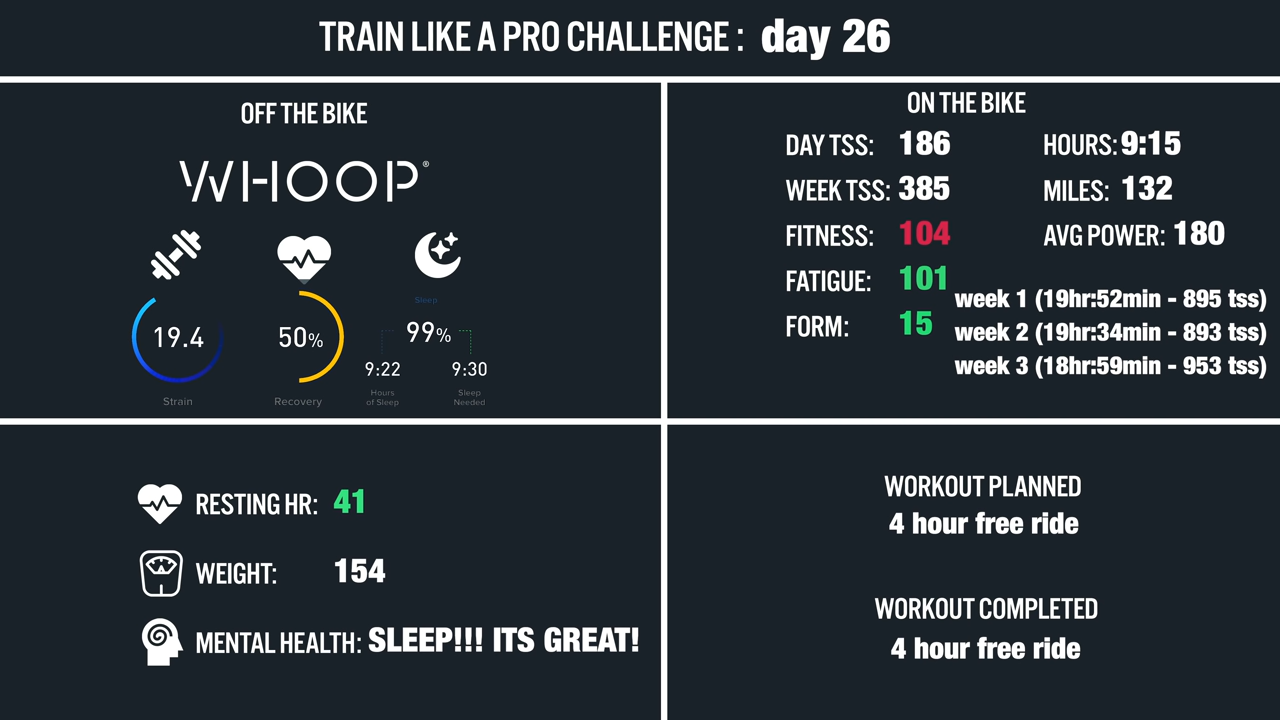 TRAIN LIKE A PRO CHALLENGE : day 26
OFF THE BIKE
WHOOP®
Sleep
19.4
50%
99%
9:22
9:30
Strain
Recovery
Hours
of Sleep
Sleep
Needed
ON THE BIKE
DAY TSS: 186
HOURS: 9:15
WEEK TSS: 385
MILES: 132
FITNESS: 104
AVG POWER: 180
FATIGUE: 101
FORM: 15
week 1 (19hr:52min - 895 tss)
week 2 (19hr:34min - 893 tss)
week 3 (18hr:59min - 953 tss)
RESTING HR: 41
WEIGHT: 154
MENTAL HEALTH: SLEEP!!! ITS GREAT!
WORKOUT PLANNED
4 hour free ride
WORKOUT COMPLETED
4 hour free ride